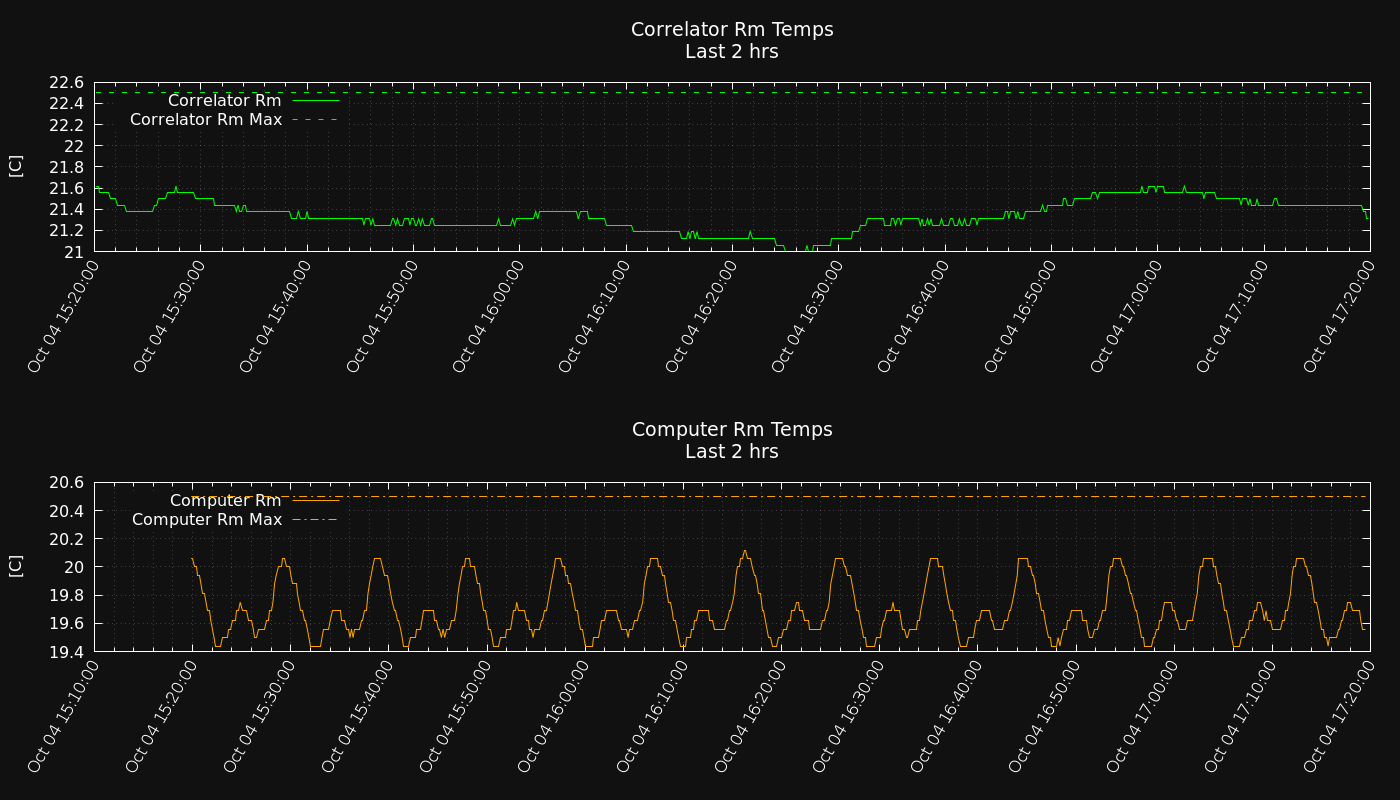 Correlator Rm Temps
Last 2 hrs
22.6
22.4
22.2
22
21.8
21.6
21.4
21.2
21
[C]
Correlator Rm
Correlator Rm Max
Oct 04 15:20:00
Oct 04 15:30:00
Oct 04 15:40:00
Oct 04 15:50:00
Oct 04 16:00:00
Oct 04 16:10:00
Oct 04 16:20:00
Oct 04 16:30:00
Oct 04 16:40:00
Oct 04 16:50:00
Oct 04 17:00:00
Oct 04 17:10:00
Oct 04 17:20:00
Computer Rm Temps
Last 2 hrs
20.6
20.4
20.2
20
19.8
19.6
19.4
[C]
Computer Rm
Computer Rm Max
Oct 04 15:10:00
Oct 04 15:20:00
Oct 04 15:30:00
Oct 04 15:40:00
Oct 04 15:50:00
Oct 04 16:00:00
Oct 04 16:10:00
Oct 04 16:20:00
Oct 04 16:30:00
Oct 04 16:40:00
Oct 04 16:50:00
Oct 04 17:00:00
Oct 04 17:10:00
Oct 04 17:20:00